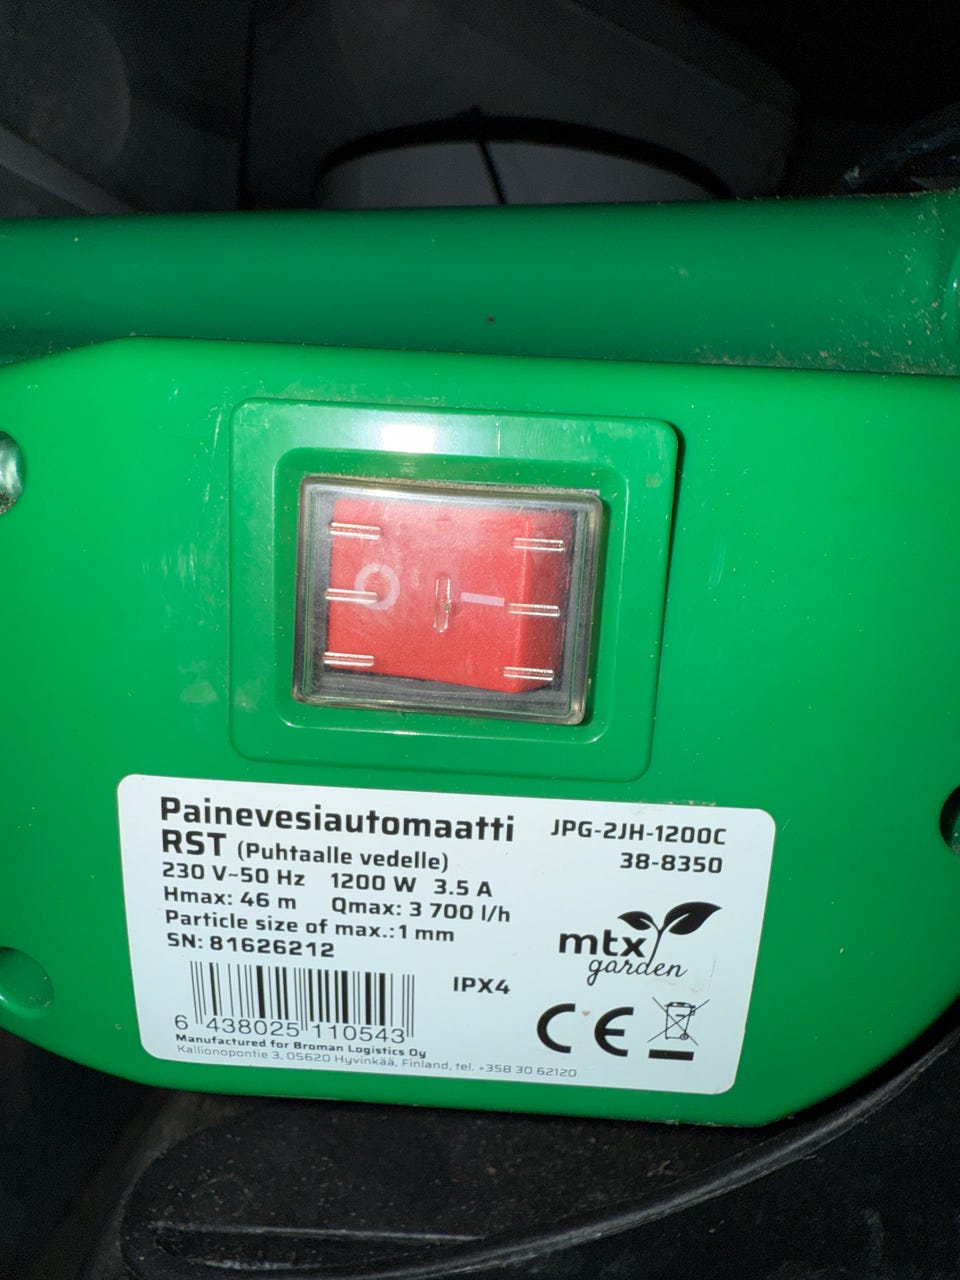 O I
Painevesiautomaatti JPG-2JH-1200C
RST (Puhtaalle vedelle) 38-8350
230 V~50 Hz 1200 W 3.5 A
Hmax: 46 m Qmax: 3 700 l/h
Particle size of max.: 1 mm
SN: 81626212
mtx
garden
IPX4
CE
6 438025 110543
Manufactured for Broman Logistics Oy
Kallionopontie 3, 05620 Hyvinkää, Finland, tel. +358 30 62120